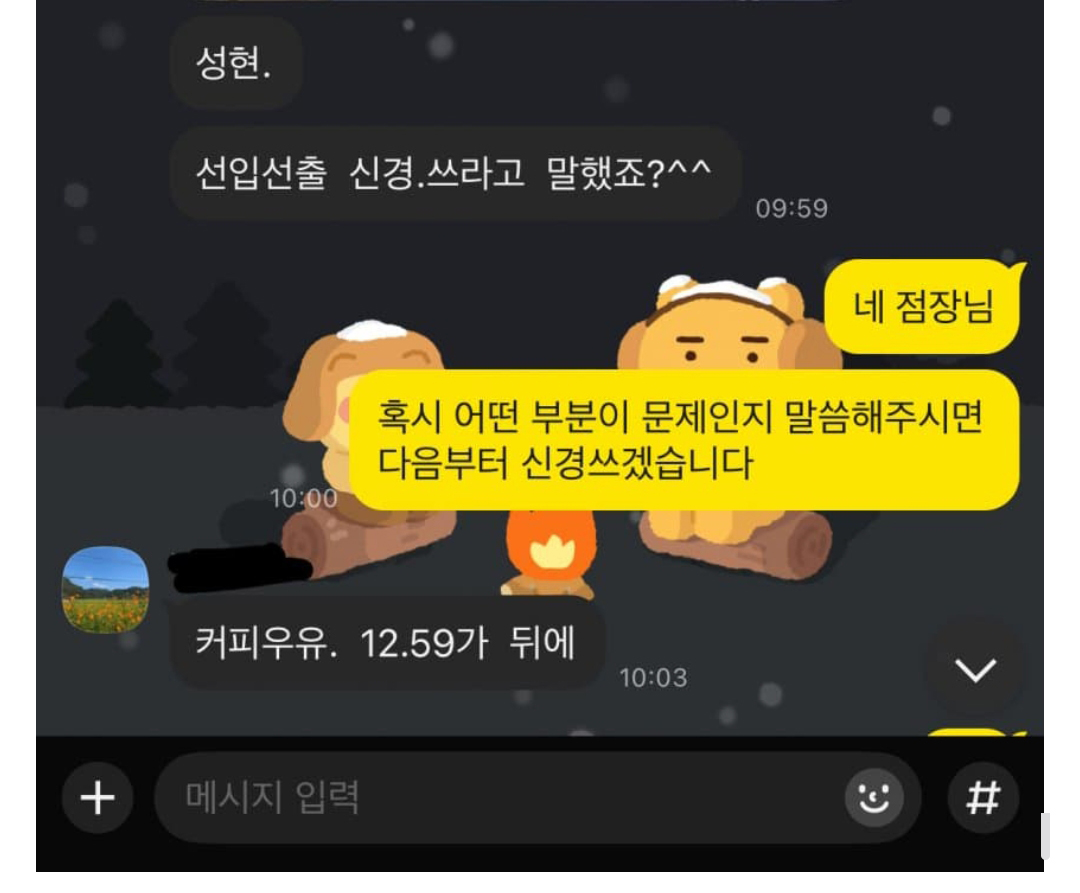 성현.
선입선출 신경.쓰라고 말했죠?^^
09:59
네 점장님
혹시 어떤 부분이 문제인지 말씀해주시면
다음부터 신경쓰겠습니다
10:00
커피우유. 12.59가 뒤에
10:03
메시지 입력